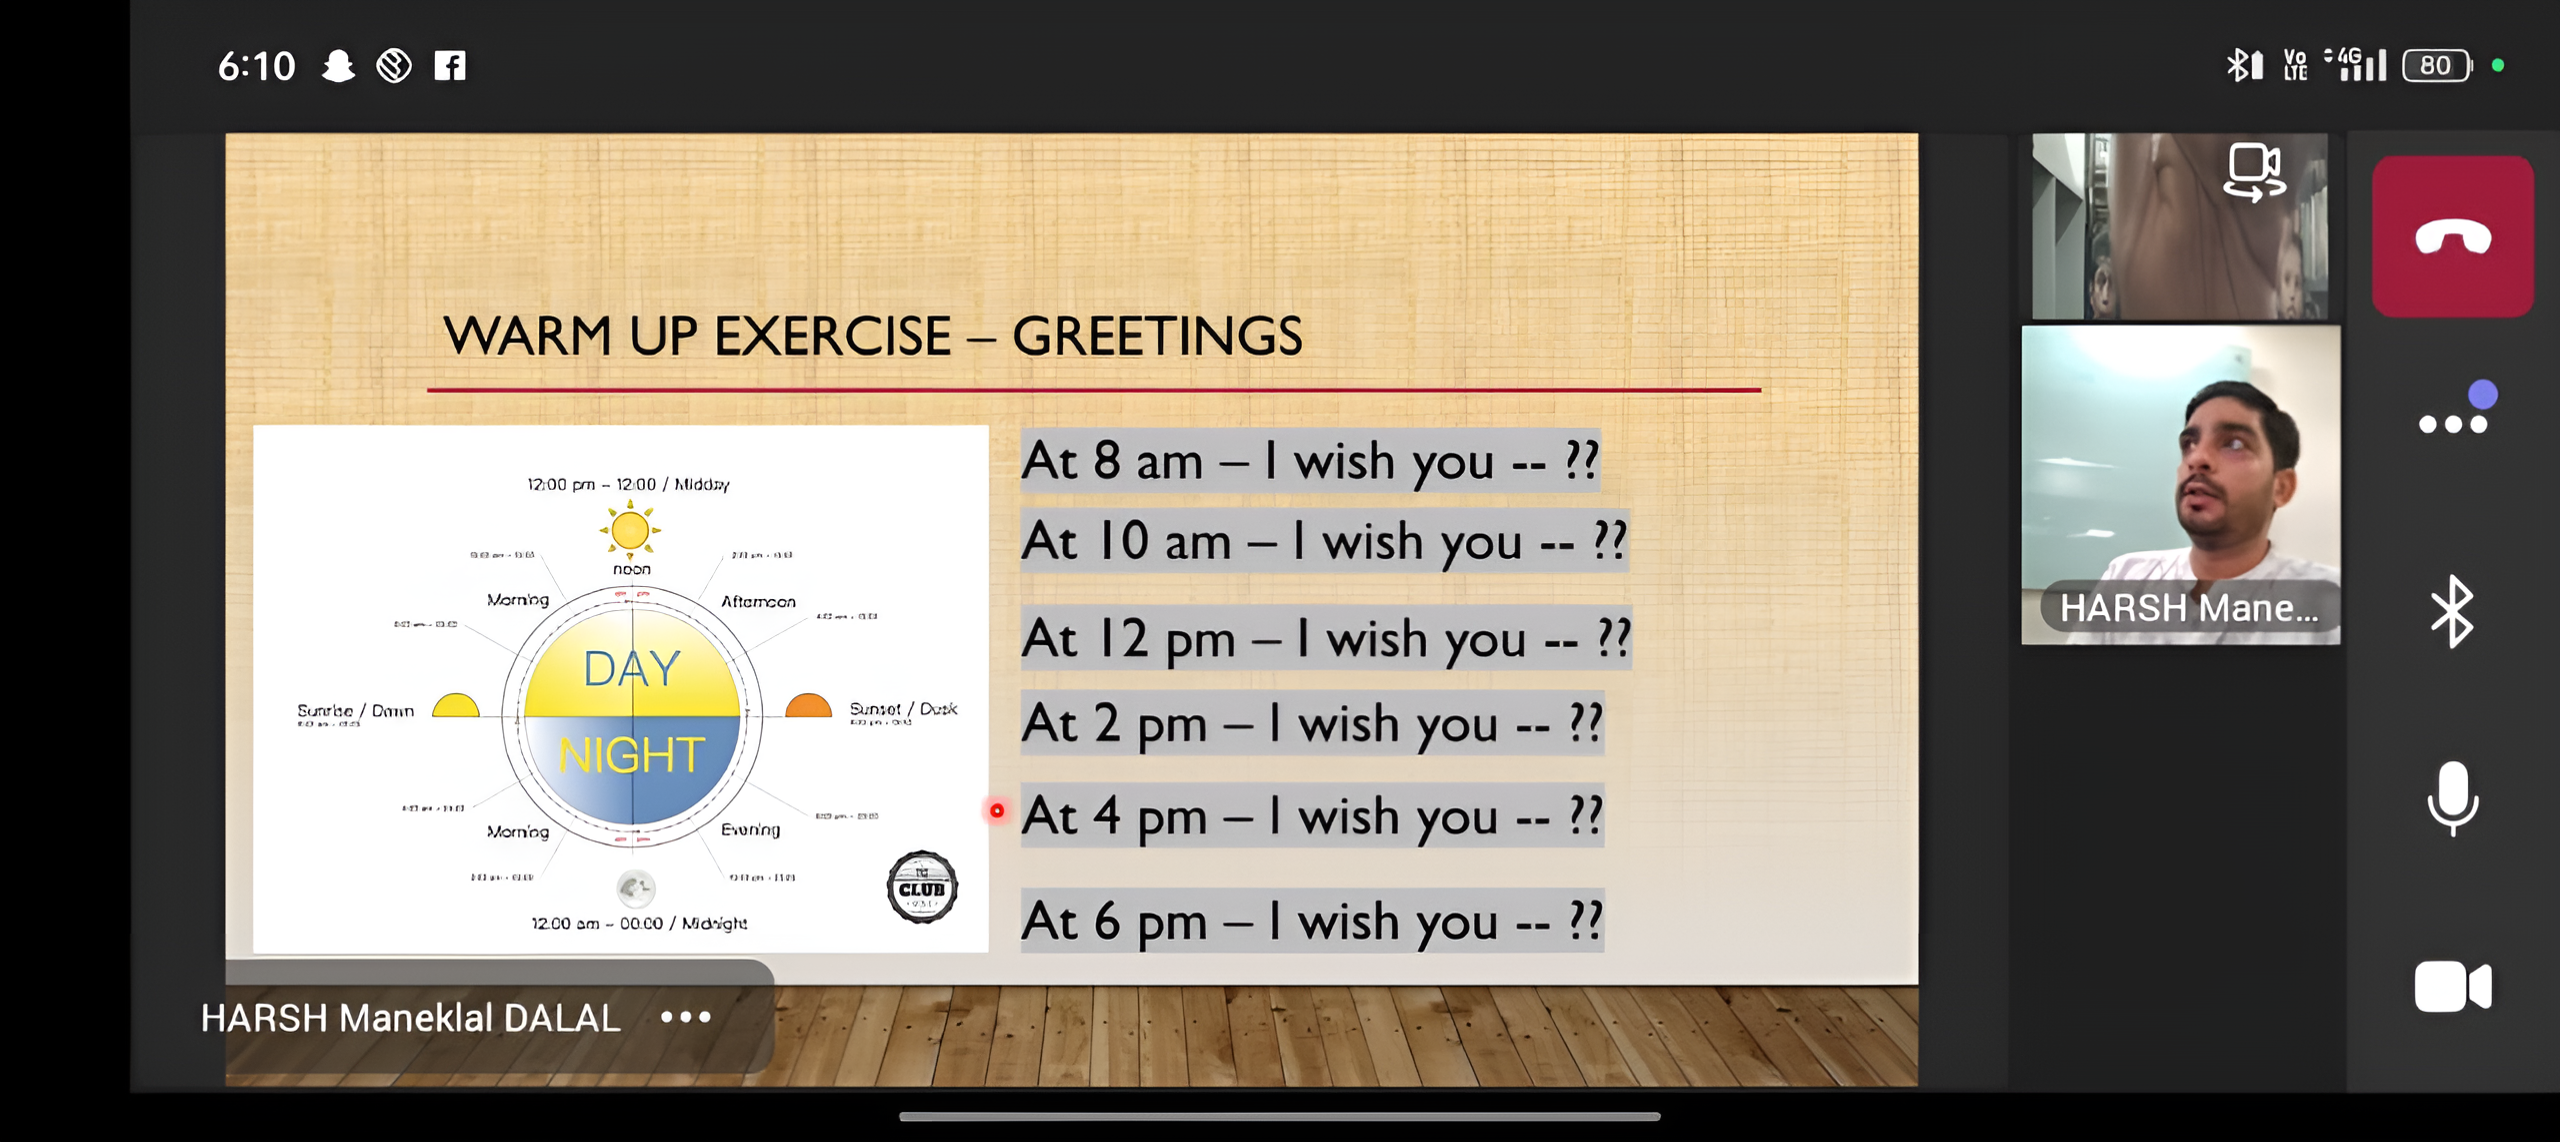 6:10
Vo
LTE
4G
80
WARM UP EXERCISE – GREETINGS
12:00 pm – 12:00 / Midday
noon
Morning
Afternoon
DAY
Sunrise / Dawn
Sunset / Dusk
NIGHT
Morning
Evening
CLUB
12:00 am – 00:00 / Midnight
At 8 am – I wish you -- ??
At 10 am – I wish you -- ??
At 12 pm – I wish you -- ??
At 2 pm – I wish you -- ??
At 4 pm – I wish you -- ??
At 6 pm – I wish you -- ??
HARSH Mane...
HARSH Maneklal DALAL